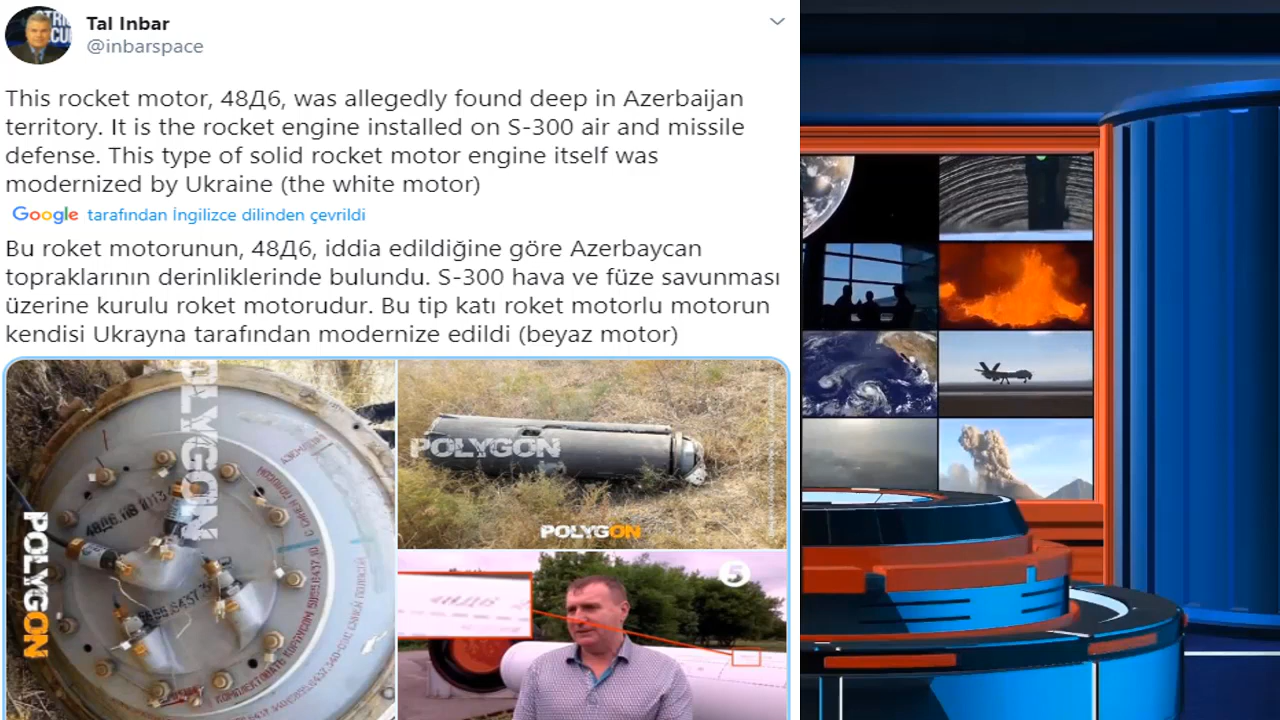 Tal Inbar
@inbarspace
This rocket motor, 48Д6, was allegedly found deep in Azerbaijan
territory. It is the rocket engine installed on S-300 air and missile
defense. This type of solid rocket motor engine itself was
modernized by Ukraine (the white motor)
Google tarafından İngilizce dilinden çevrildi
Bu roket motorunun, 48Д6, iddia edildiğine göre Azerbaycan
topraklarının derinliklerinde bulundu. S-300 hava ve füze savunması
üzerine kurulu roket motorudur. Bu tip katı roket motorlu motorun
kendisi Ukrayna tarafından modernize edildi (beyaz motor)
POLYGON
POLYGON
48Д6
POLYGON
POLYGON
5
48Д6